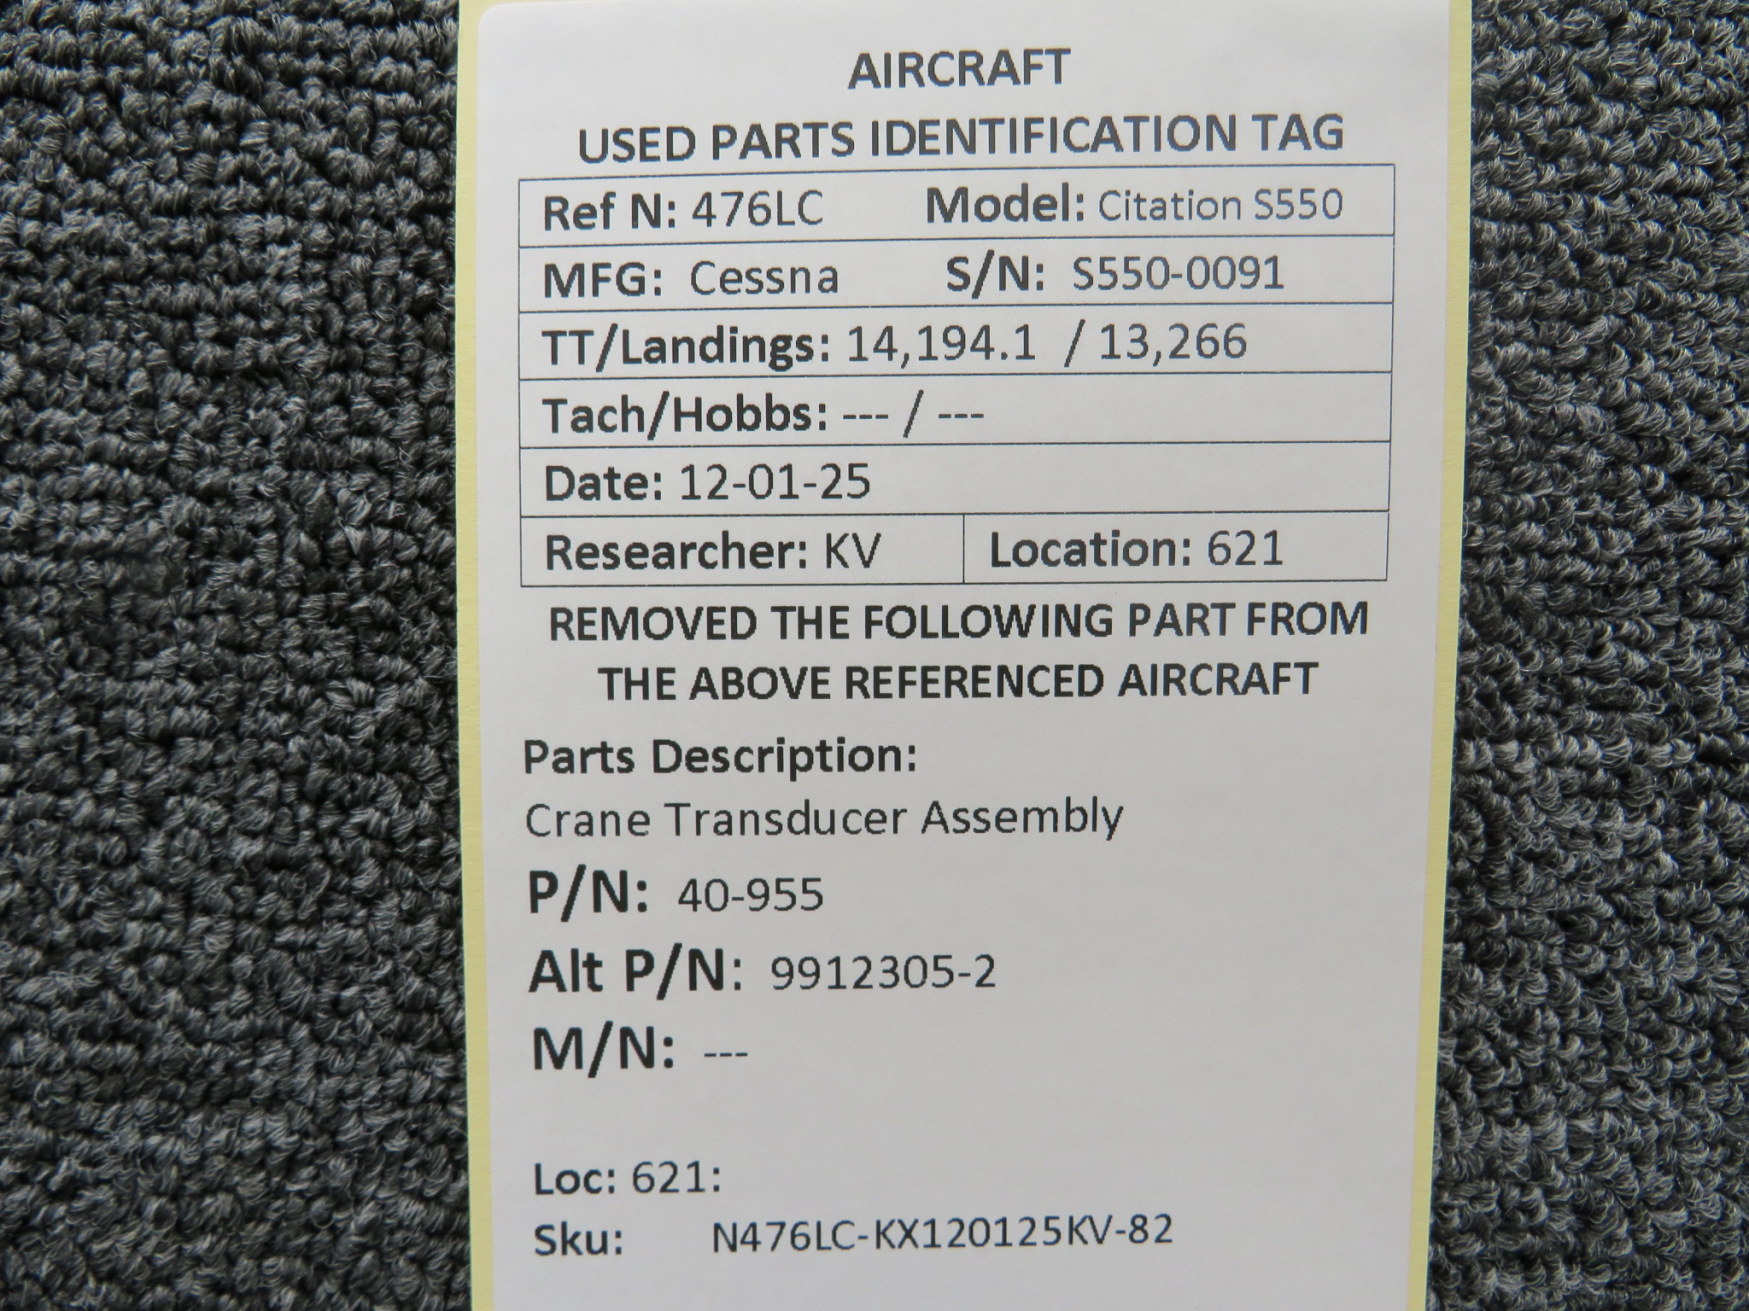 AIRCRAFT
USED PARTS IDENTIFICATION TAG
Ref N: 476LC Model: Citation S550
MFG: Cessna S/N: S550-0091
TT/Landings: 14,194.1 / 13,266
Tach/Hobbs: --- / ---
Date: 12-01-25
Researcher: KV Location: 621
REMOVED THE FOLLOWING PART FROM
THE ABOVE REFERENCED AIRCRAFT
Parts Description:
Crane Transducer Assembly
P/N: 40-955
Alt P/N: 9912305-2
M/N: ---
Loc: 621:
Sku: N476LC-KX120125KV-82